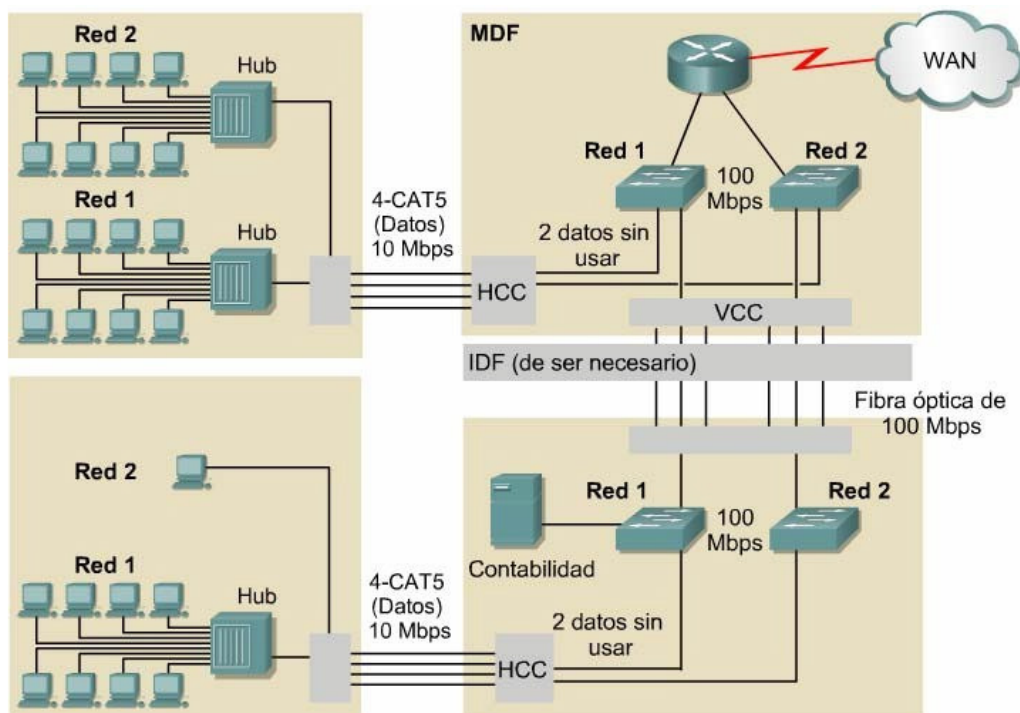 Red 2
Hub
Red 1
Hub
4-CAT5
(Datos)
10 Mbps
MDF
WAN
Red 1
100
Mbps
Red 2
2 datos sin
usar
HCC
VCC
IDF (de ser necesario)
Fibra óptica de
100 Mbps
Red 2
Red 1
Hub
4-CAT5
(Datos)
10 Mbps
Contabilidad
Red 1
100
Mbps
Red 2
2 datos sin
usar
HCC